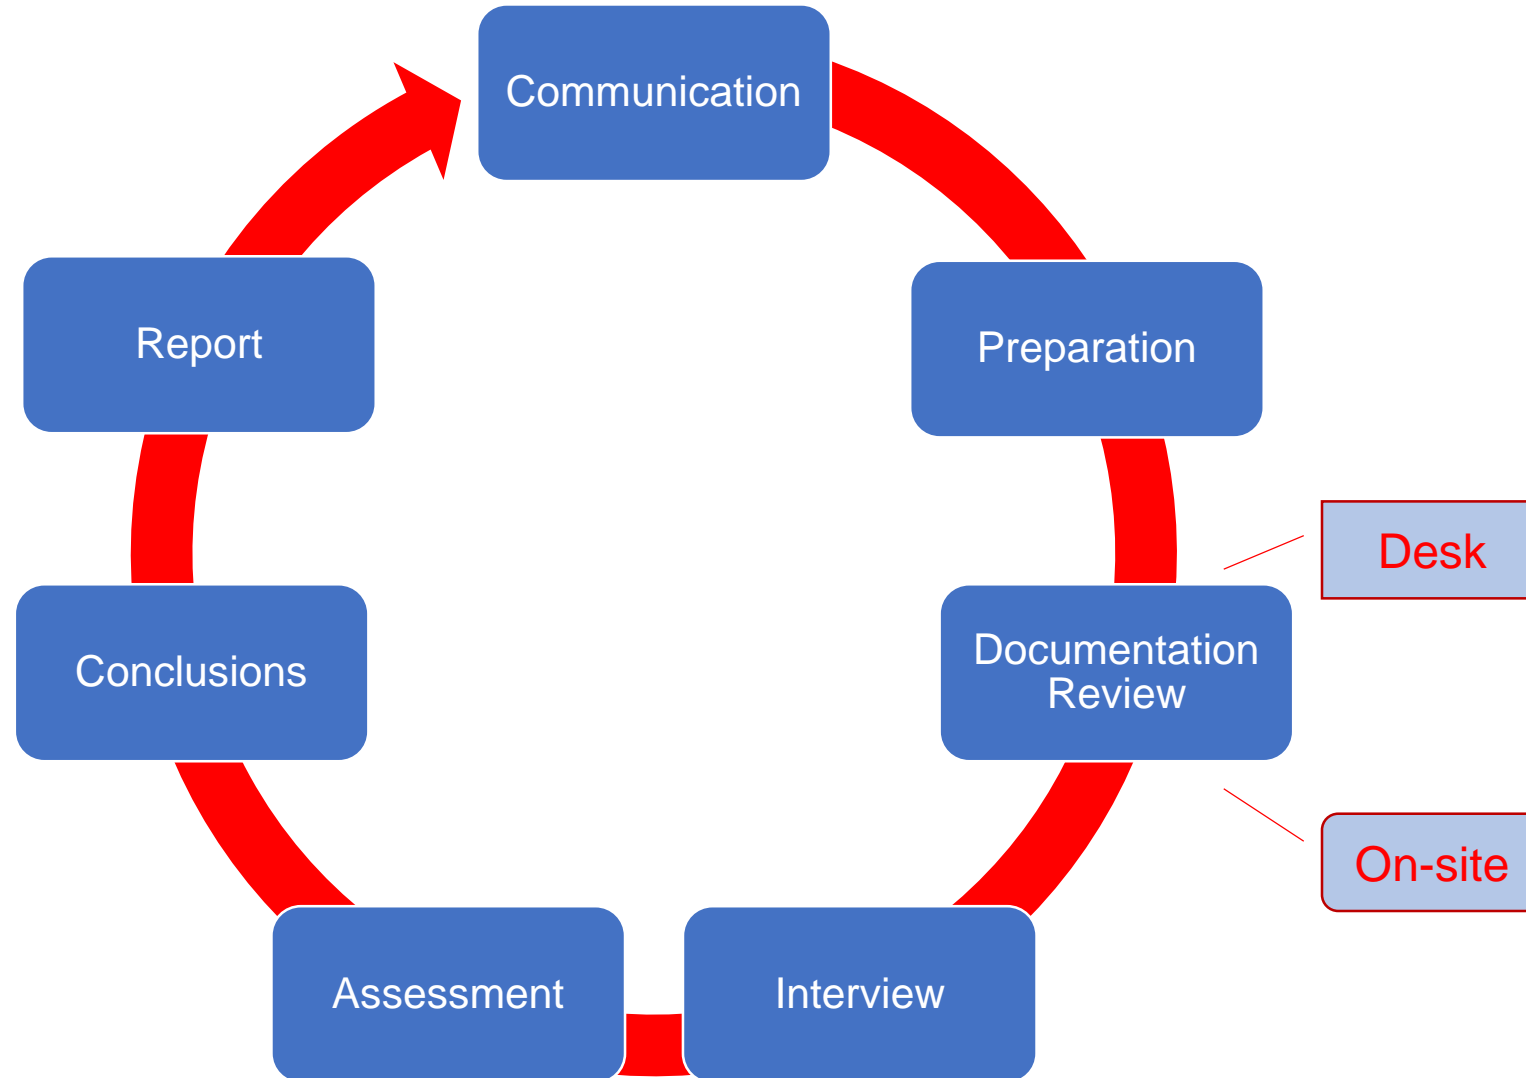 Communication
Preparation
Desk
Documentation
Review
On-site
Interview
Assessment
Conclusions
Report